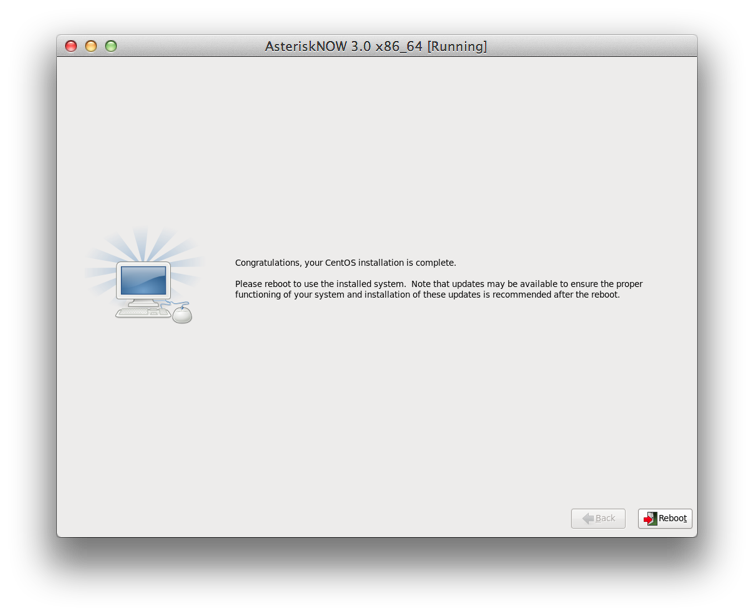 AsteriskNOW 3.0 x86_64 [Running]
Congratulations, your CentOS installation is complete.
Please reboot to use the installed system.  Note that updates may be available to ensure the proper
functioning of your system and installation of these updates is recommended after the reboot.
Back
Reboot